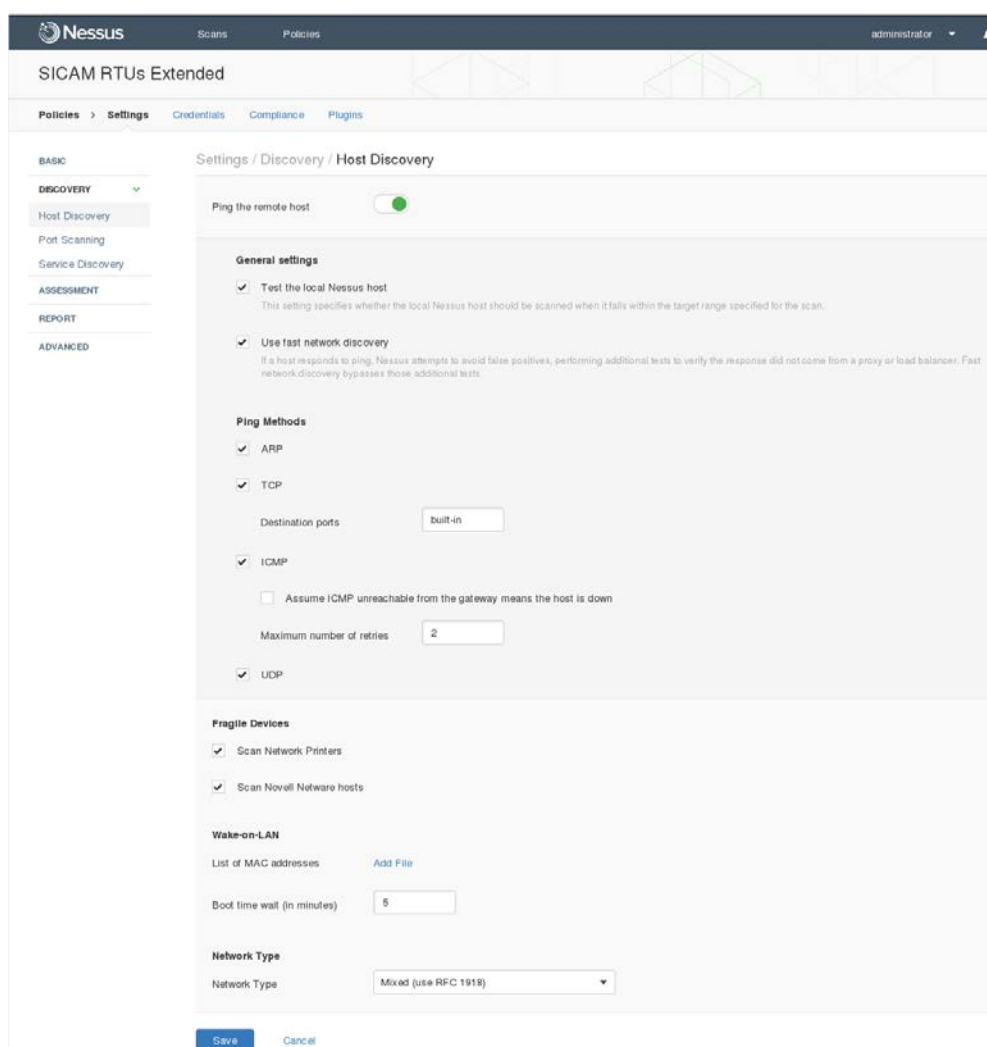 Nessus Scans Policies administrator
SICAM RTUs Extended
Policies > Settings Credentials Compliance Plugins
BASIC
DISCOVERY
Host Discovery
Port Scanning
Service Discovery
ASSESSMENT
REPORT
ADVANCED
Settings / Discovery / Host Discovery
Ping the remote host
General settings
Test the local Nessus host
This setting specifies whether the local Nessus host should be scanned when it falls within the target range specified for the scan.
Use fast network discovery
If a host responds to ping, Nessus attempts to avoid false positives, performing additional tests to verify the response did not come from a proxy or load balancer. Fast
network discovery bypasses those additional tests.
Ping Methods
ARP
TCP
Destination ports built-in
ICMP
Assume ICMP unreachable from the gateway means the host is down
Maximum number of retries 2
UDP
Fragile Devices
Scan Network Printers
Scan Novell Netware hosts
Wake-on-LAN
List of MAC addresses Add File
Boot time wait (in minutes) 5
Network Type
Network Type Mixed (use RFC 1918)
Save Cancel